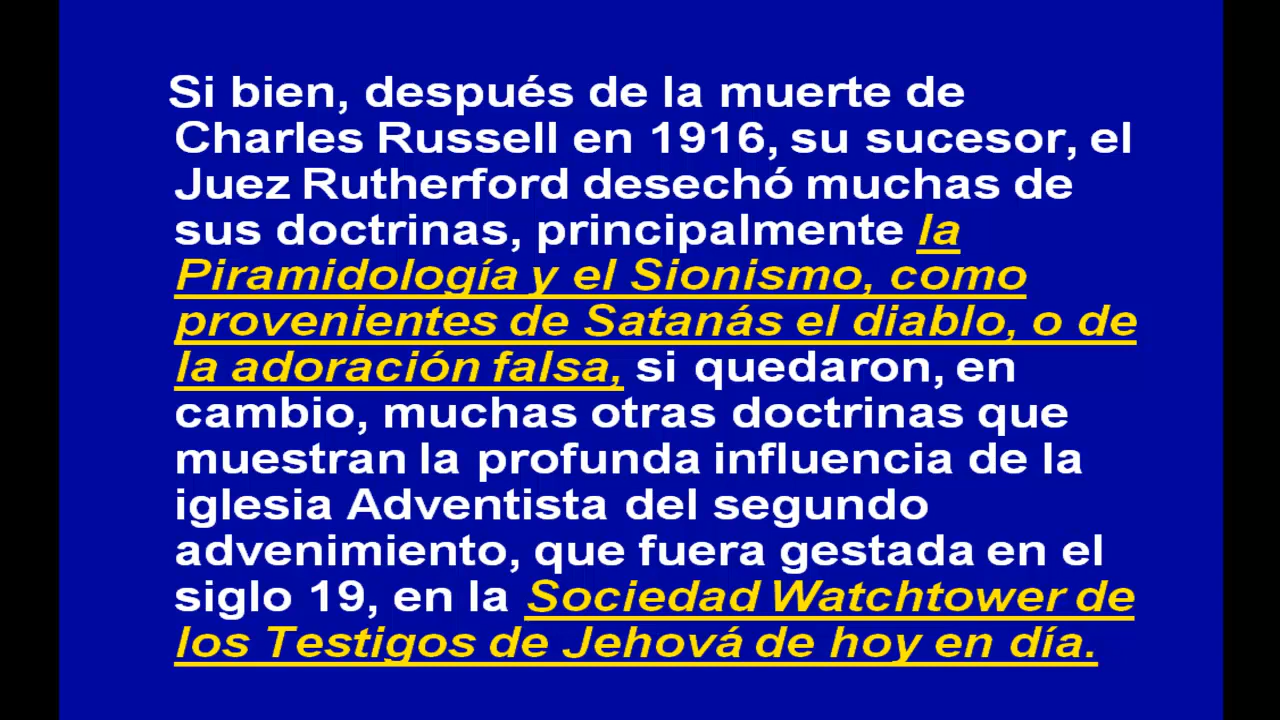 Si bien, después de la muerte de
Charles Russell en 1916, su sucesor, el
Juez Rutherford desechó muchas de
sus doctrinas, principalmente la
Piramidología y el Sionismo, como
provenientes de Satanás el diablo, o de
la adoración falsa, si quedaron, en
cambio, muchas otras doctrinas que
muestran la profunda influencia de la
iglesia Adventista del segundo
advenimiento, que fuera gestada en el
siglo 19, en la Sociedad Watchtower de
los Testigos de Jehová de hoy en día.